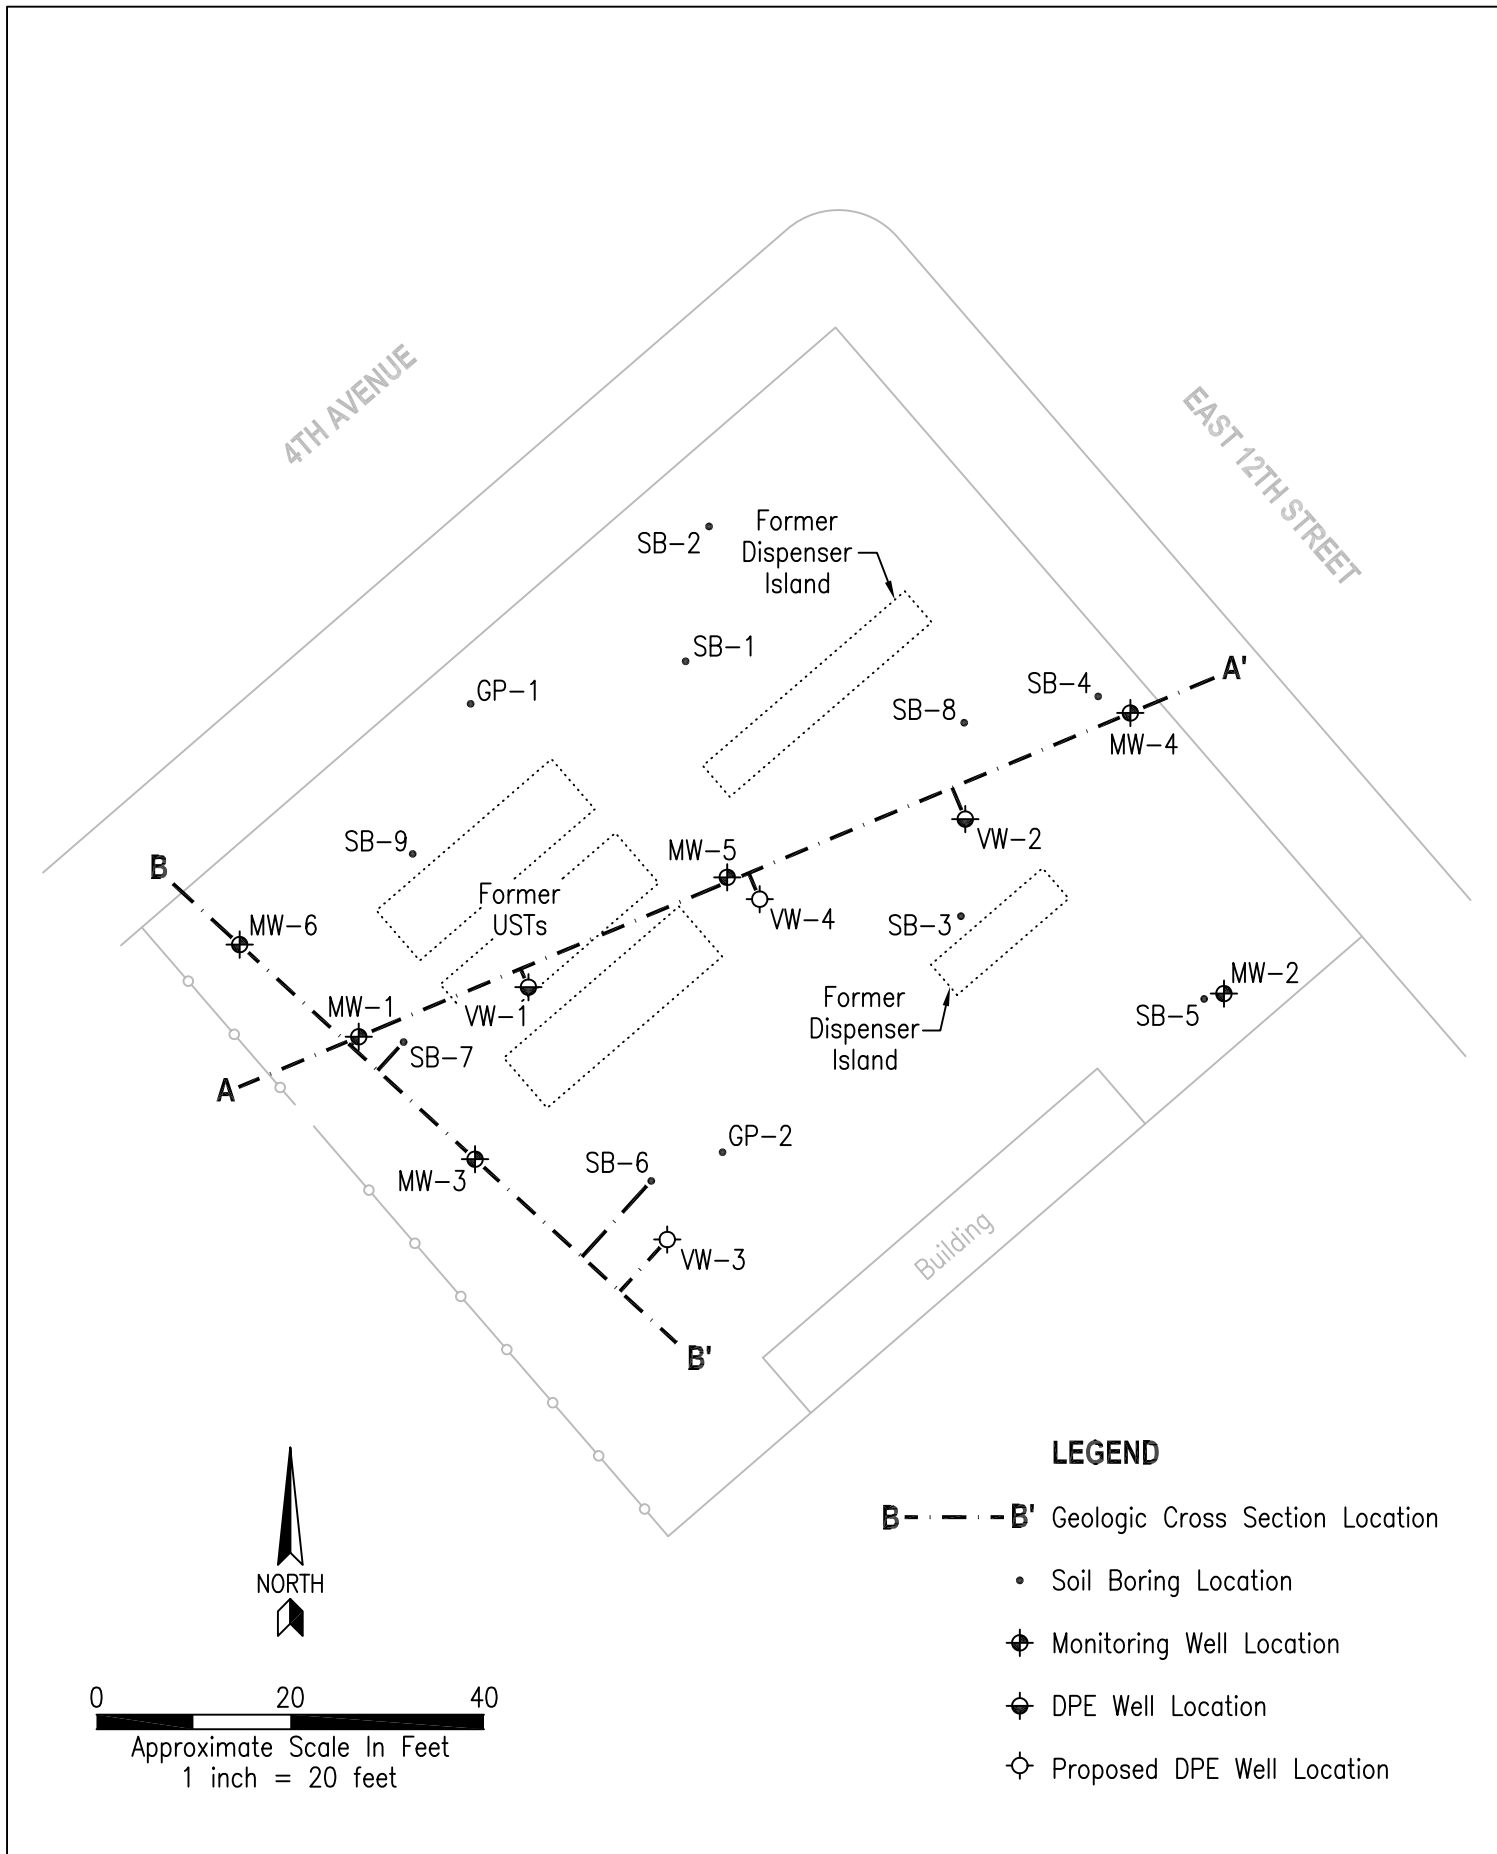 4TH AVENUE
EAST 12TH STREET
SB-2
Former
Dispenser
Island
SB-1
GP-1
SB-4
A'
SB-8
MW-4
SB-9
MW-5
VW-2
B
Former
USTs
VW-4
SB-3
MW-6
MW-2
MW-1
VW-1
Former
Dispenser
Island
SB-5
SB-7
A
GP-2
SB-6
MW-3
VW-3
Building
B'
LEGEND
B B' Geologic Cross Section Location
Soil Boring Location
Monitoring Well Location
DPE Well Location
Proposed DPE Well Location
NORTH
0 20 40
Approximate Scale In Feet
1 inch = 20 feet